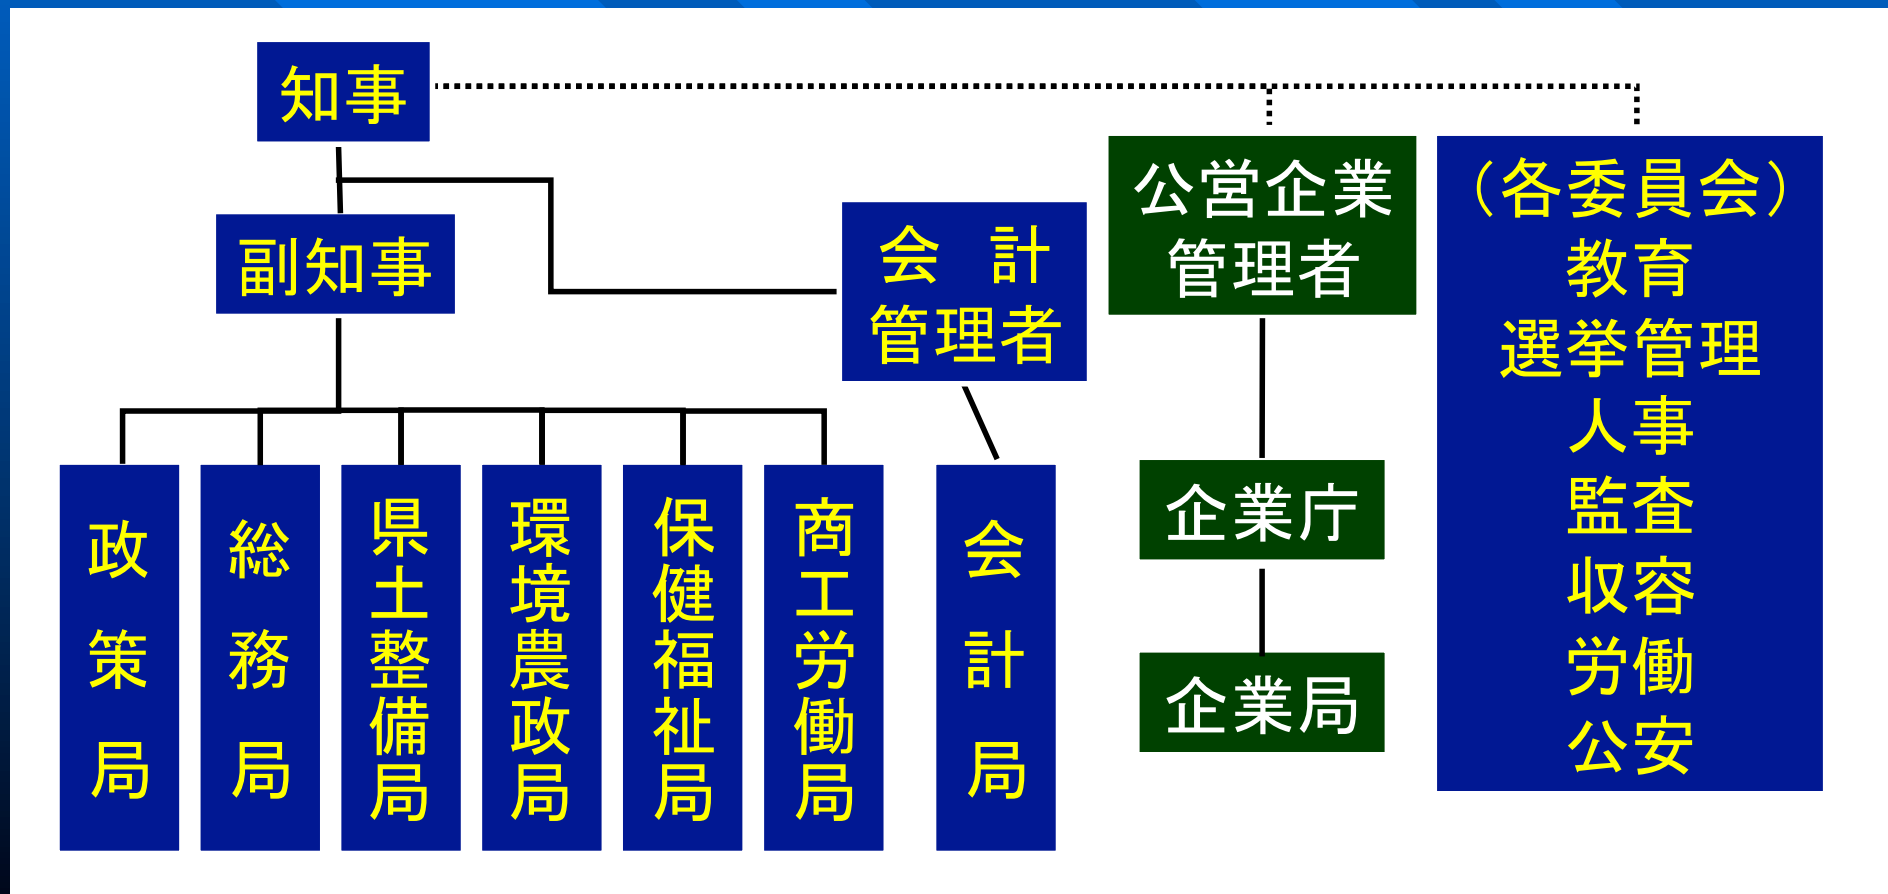 知事
副知事
会　計
管理者
公営企業
管理者
（各委員会）
教育
選挙管理
人事
監査
収容
労働
公安
政策局
総務局
県土整備局
環境農政局
保健福祉局
商工労働局
会計局
企業庁
企業局